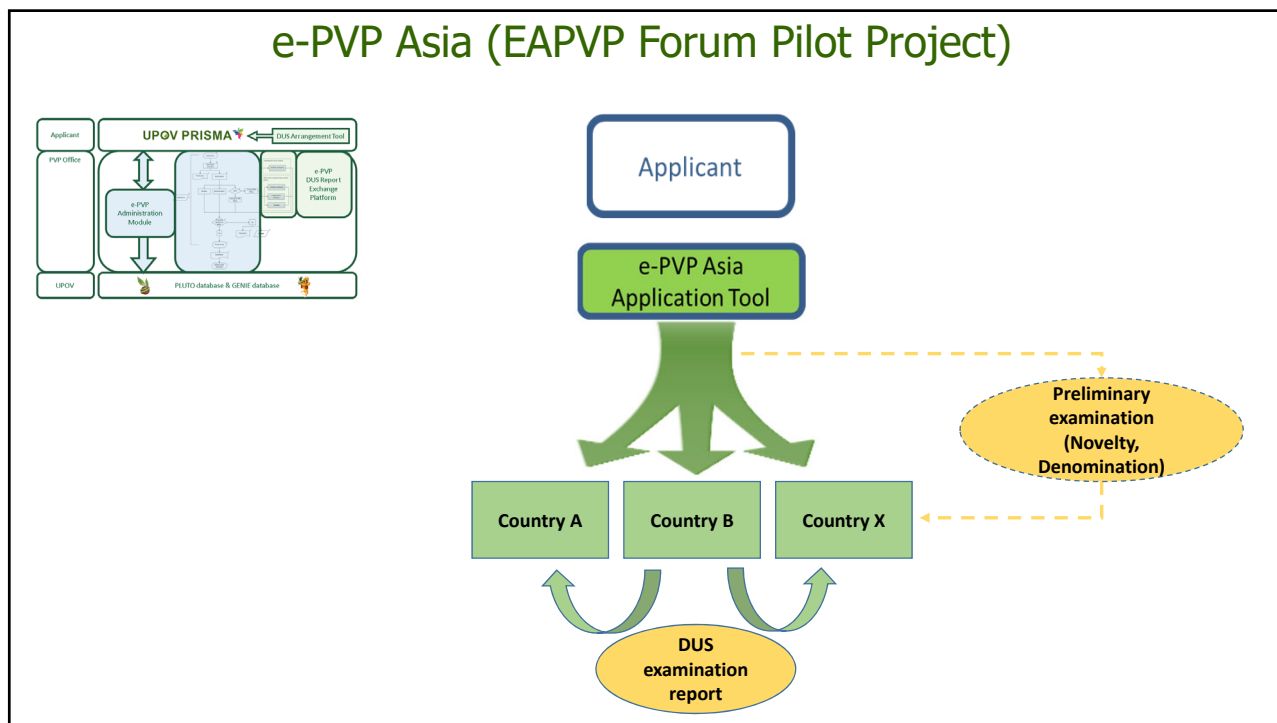 e-PVP Asia (EAPVP Forum Pilot Project)
Applicant
UPOV PRISMA
DUS Arrangement Tool
PVP Office
e-PVP
Administration
Module
e-PVP
DUS Report
Exchange
Platform
UPOV
PLUTO database & GENIE database
Applicant
e-PVP Asia
Application Tool
Preliminary
examination
(Novelty,
Denomination)
Country A
Country B
Country X
DUS
examination
report